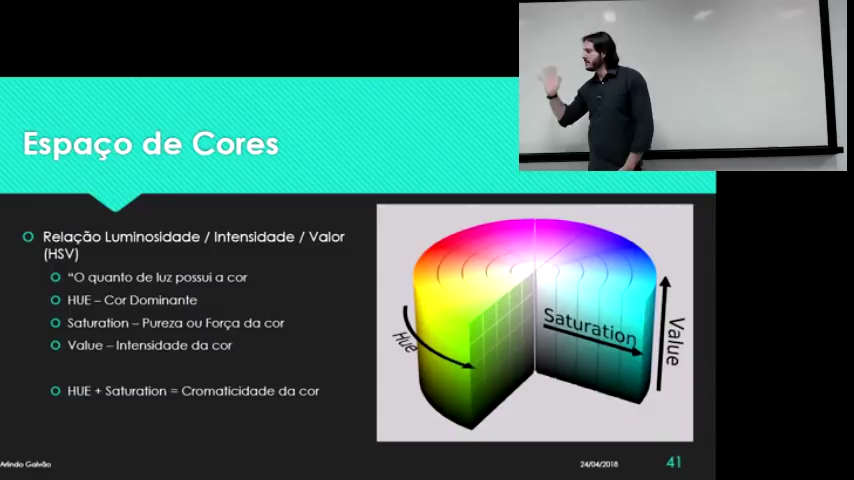 Espaço de Cores
Relação Luminosidade / Intensidade / Valor
(HSV)
“O quanto de luz possui a cor
HUE – Cor Dominante
Saturation – Pureza ou Força da cor
Value – Intensidade da cor
HUE + Saturation = Cromaticidade da cor
Hue
Saturation
Value
Arlindo Galvão
24/04/2018
41